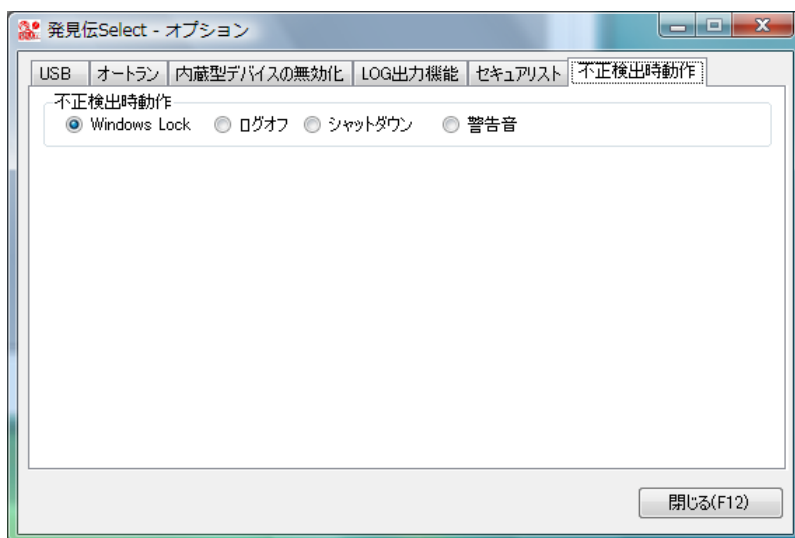 発見伝Select - オプション
USB オートラン 内蔵型デバイスの無効化 LOG出力機能 セキュアリスト 不正検出時動作
不正検出時動作
Windows Lock ログオフ シャットダウン 警告音
閉じる(F12)